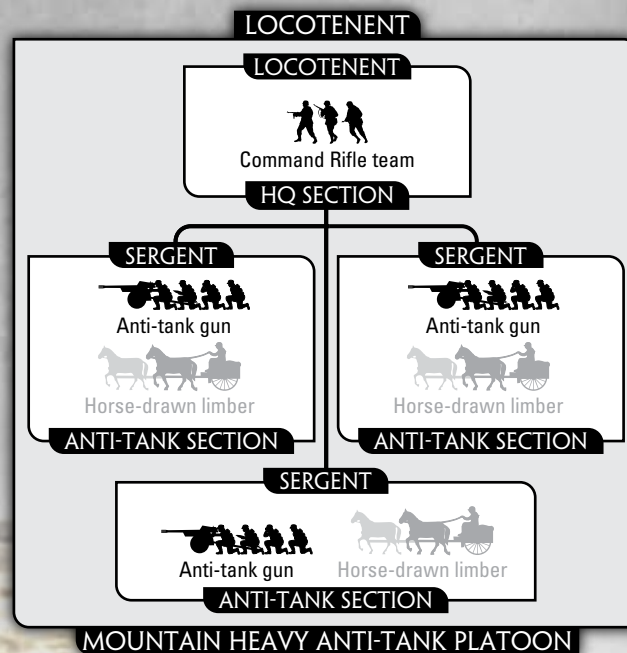 LOCOTENENT
LOCOTENENT
Command Rifle team
HQ SECTION
SERGENT
Anti-tank gun
Horse-drawn limber
ANTI-TANK SECTION
SERGENT
Anti-tank gun
Horse-drawn limber
ANTI-TANK SECTION
SERGENT
Anti-tank gun
Horse-drawn limber
ANTI-TANK SECTION
MOUNTAIN HEAVY ANTI-TANK PLATOON